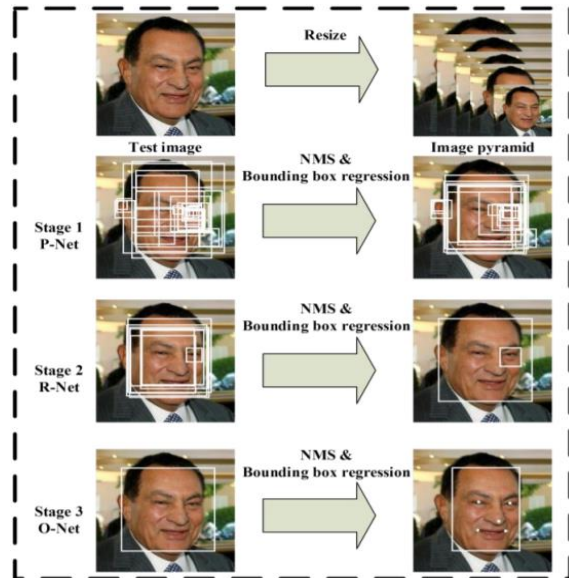 Resize
Test image
Image pyramid
NMS &
Bounding box regression
Stage 1
P-Net
NMS &
Bounding box regression
Stage 2
R-Net
NMS &
Bounding box regression
Stage 3
O-Net